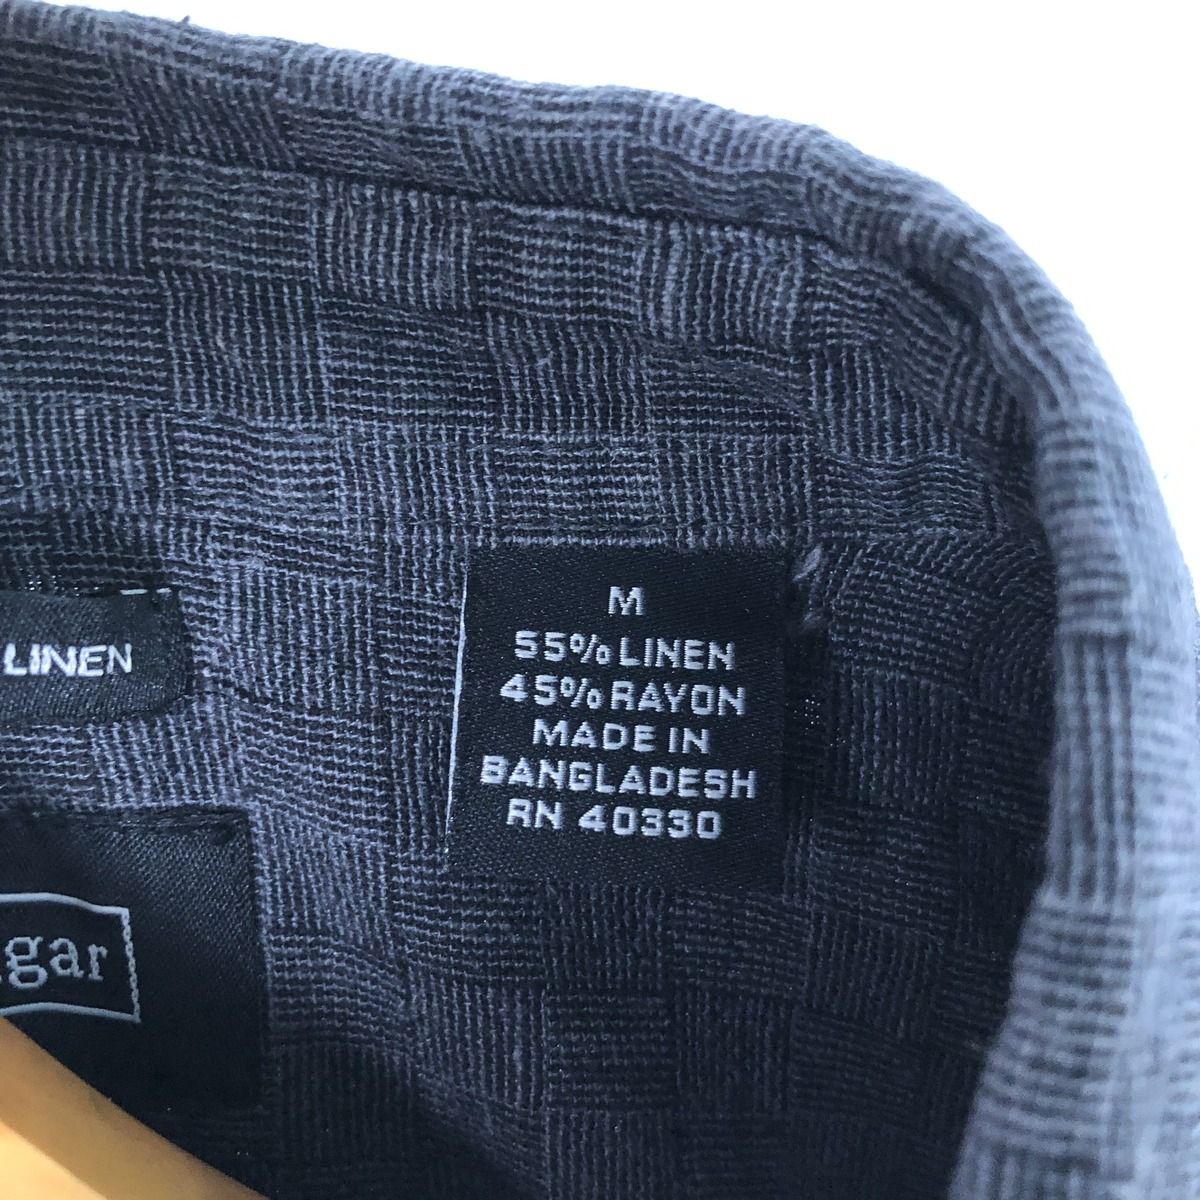 M
55% LINEN
45% RAYON
MADE IN
BANGLADESH
RN 40330
LINEN